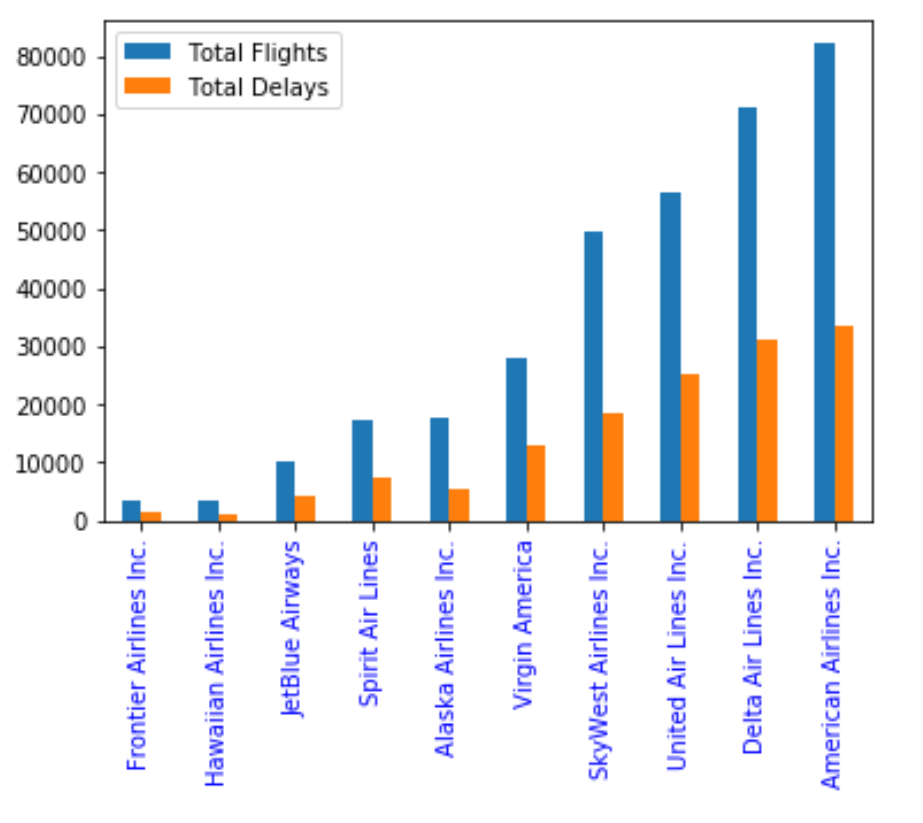 Total Flights
Total Delays
80000
70000
60000
50000
40000
30000
20000
10000
0
Frontier Airlines Inc.
Hawaiian Airlines Inc.
JetBlue Airways
Spirit Air Lines
Alaska Airlines Inc.
Virgin America
SkyWest Airlines Inc.
United Air Lines Inc.
Delta Air Lines Inc.
American Airlines Inc.